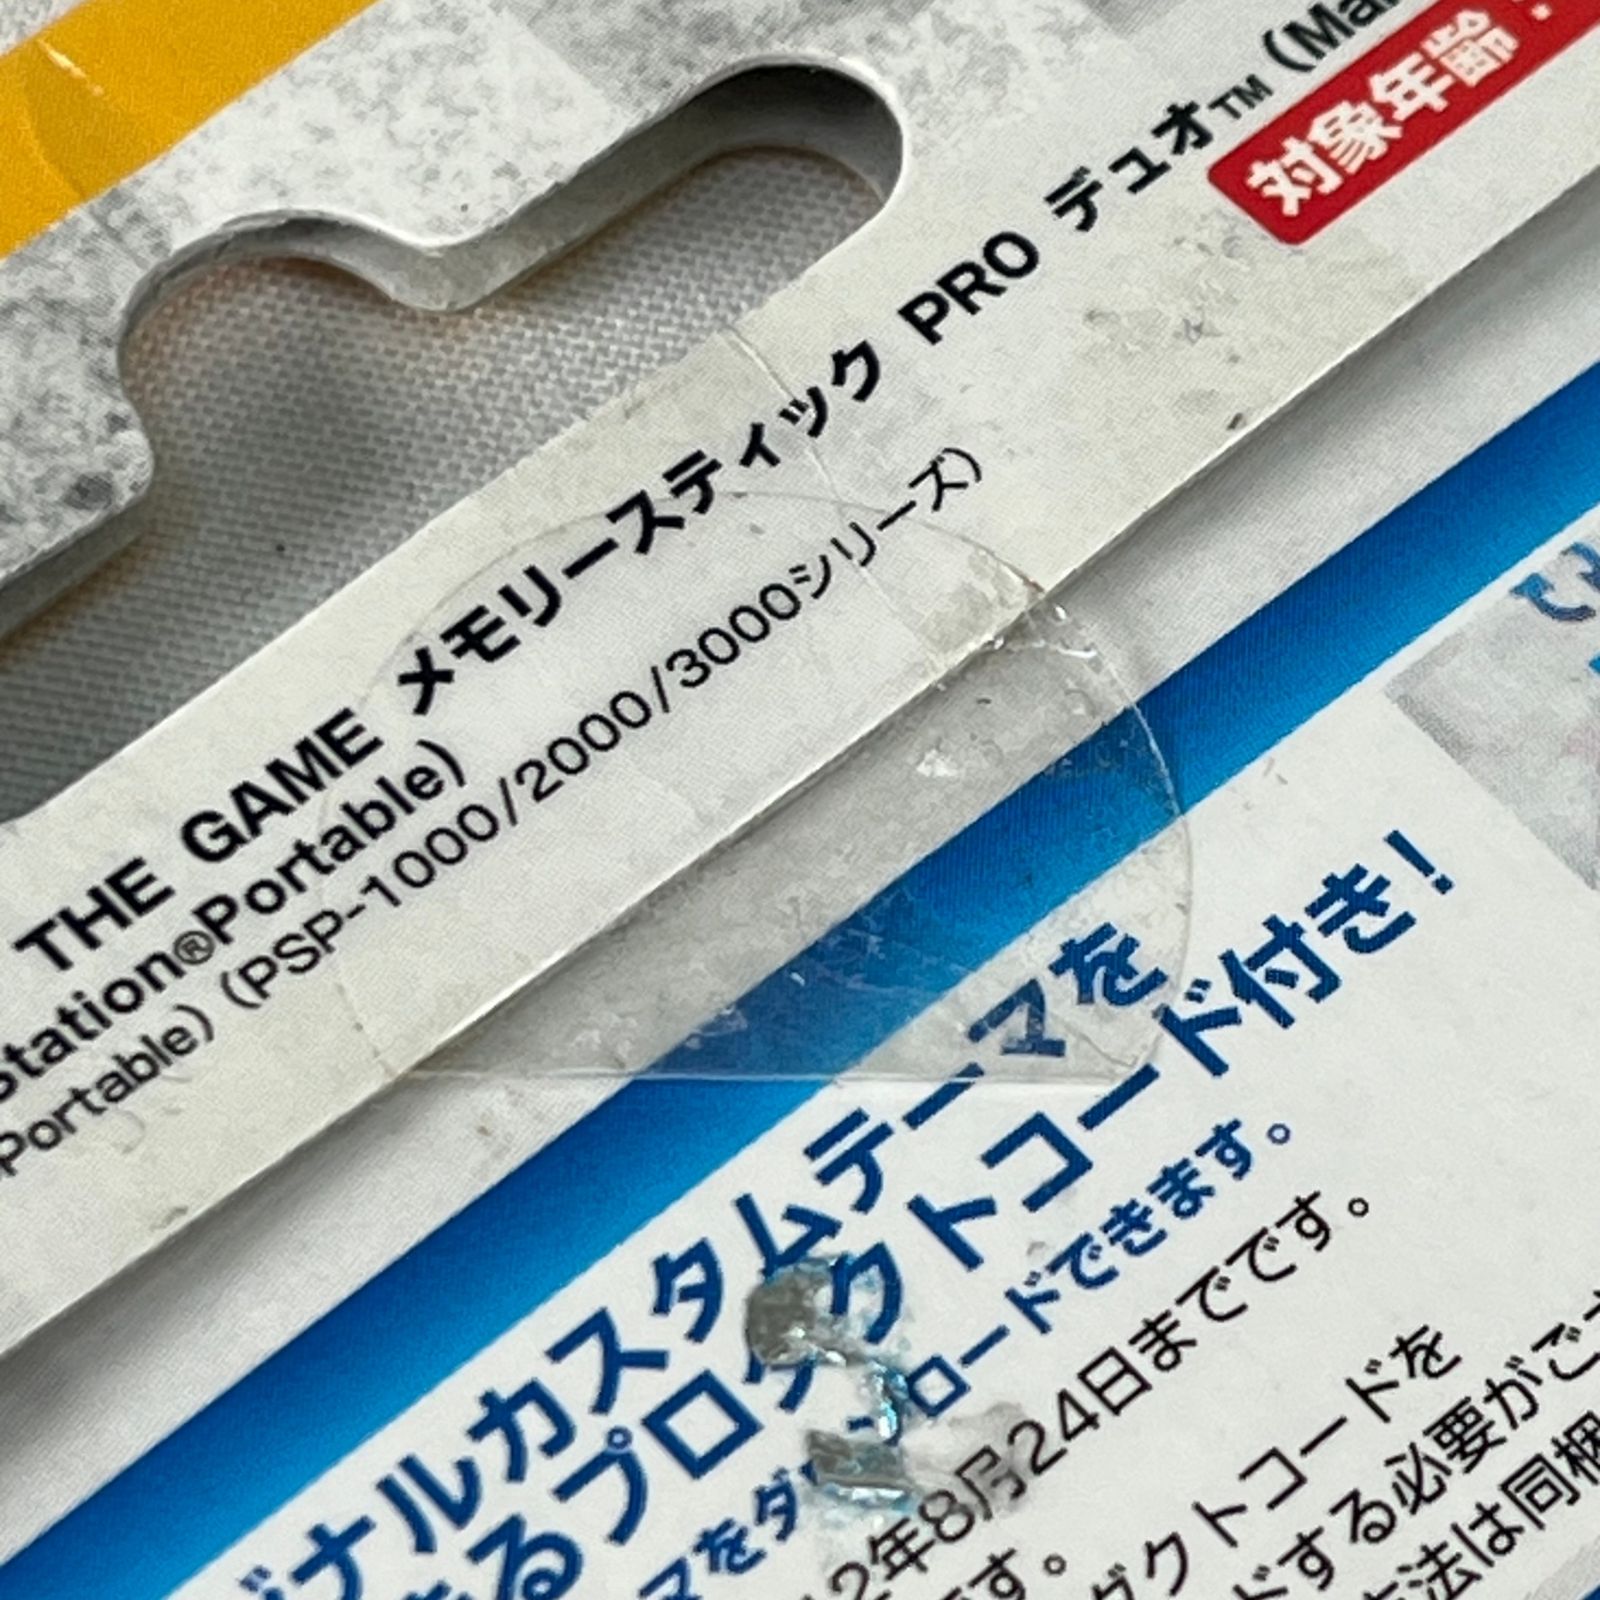 THE GAME メモリースティック PRO デュオ™ (Ma
対象年齢
Station®Portable)
Portable) (PSP-1000/2000/3000シリーズ)
ナルカスタムテーマを
るプロダクトコード付き!
マをダ ロードできます。
2年8月24日までです。
す。
ダクトコードを
ドする必要がご
方法は同梱